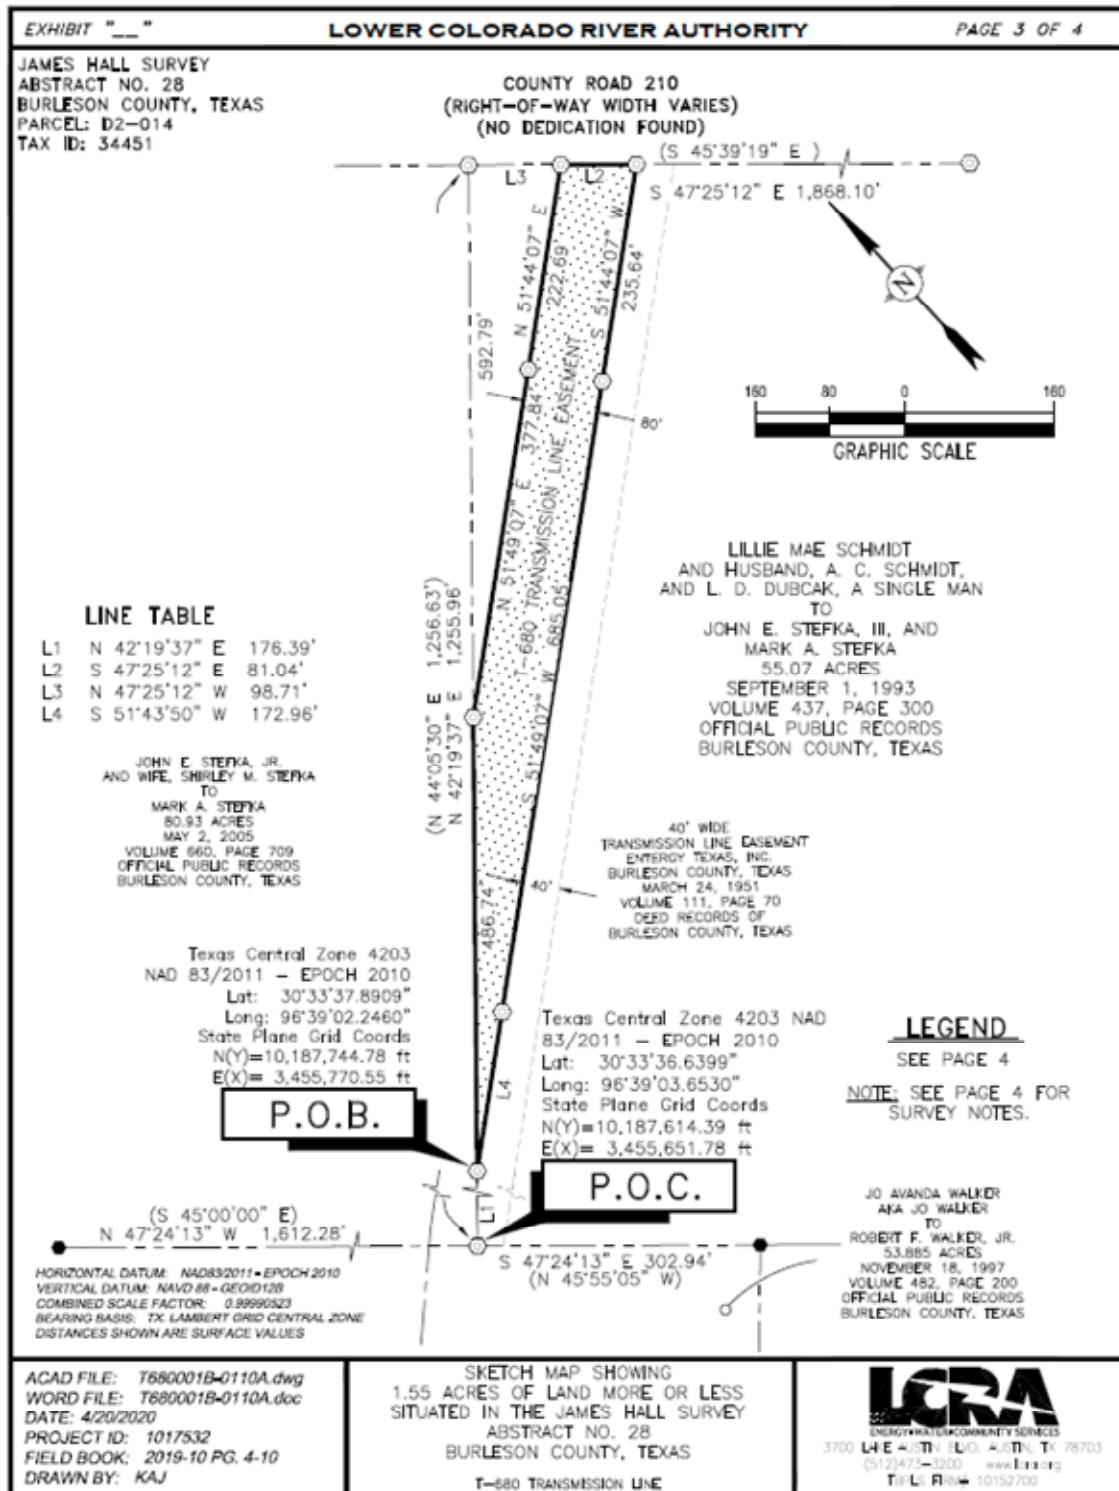 EXHIBIT "__"
LOWER COLORADO RIVER AUTHORITY
PAGE 3 OF 4
JAMES HALL SURVEY
ABSTRACT NO. 28
BURLESON COUNTY, TEXAS
PARCEL: D2-014
TAX ID: 34451
COUNTY ROAD 210
(RIGHT-OF-WAY WIDTH VARIES)
(NO DEDICATION FOUND)
(S 45°39'19" E )
L3
L2
S 47°25'12" E 1,868.10'
N 51°44'07" E
222.69'
S 51°44'07" W
235.64'
592.79'
N
160 80 0 160
GRAPHIC SCALE
80'
N 51°49'07" E 377.84'
T-680 TRANSMISSION LINE EASEMENT
S 51°49'07" W 685.05'
LILLIE MAE SCHMIDT
AND HUSBAND, A. C. SCHMIDT,
AND L. D. DUBCAK, A SINGLE MAN
TO
JOHN E. STEFKA, III, AND
MARK A. STEFKA
55.07 ACRES
SEPTEMBER 1, 1993
VOLUME 437, PAGE 300
OFFICIAL PUBLIC RECORDS
BURLESON COUNTY, TEXAS
LINE TABLE
L1 N 42°19'37" E 176.39'
L2 S 47°25'12" E 81.04'
L3 N 47°25'12" W 98.71'
L4 S 51°43'50" W 172.96'
(N 44°05'30" E 1,256.63')
N 42°19'37" E 1,255.96'
JOHN E. STEFKA, JR.
AND WIFE, SHIRLEY M. STEFKA
TO
MARK A. STEFKA
80.93 ACRES
MAY 2, 2005
VOLUME 660, PAGE 709
OFFICIAL PUBLIC RECORDS
BURLESON COUNTY, TEXAS
40' WIDE
TRANSMISSION LINE EASEMENT
ENTERGY TEXAS, INC.
BURLESON COUNTY, TEXAS
MARCH 24, 1951
VOLUME 111, PAGE 70
DEED RECORDS OF
BURLESON COUNTY, TEXAS
40'
486.74'
Texas Central Zone 4203
NAD 83/2011 - EPOCH 2010
Lat: 30°33'37.8909"
Long: 96°39'02.2460"
State Plane Grid Coords
N(Y)=10,187,744.78 ft
E(X)= 3,455,770.55 ft
P.O.B.
Texas Central Zone 4203 NAD
83/2011 - EPOCH 2010
Lat: 30°33'36.6399"
Long: 96°39'03.6530"
State Plane Grid Coords
N(Y)=10,187,614.39 ft
E(X)= 3,455,651.78 ft
P.O.C.
L4
L1
LEGEND
SEE PAGE 4
NOTE: SEE PAGE 4 FOR
SURVEY NOTES.
JO AVANDA WALKER
AKA JO WALKER
TO
ROBERT F. WALKER, JR.
53.885 ACRES
NOVEMBER 18, 1997
VOLUME 482, PAGE 200
OFFICIAL PUBLIC RECORDS
BURLESON COUNTY. TEXAS
(S 45°00'00" E)
N 47°24'13" W 1,612.28'
S 47°24'13" E 302.94'
(N 45°55'05" W)
HORIZONTAL DATUM: NAD83/2011 - EPOCH 2010
VERTICAL DATUM: NAVD 88 - GEOID12B
COMBINED SCALE FACTOR: 0.99990523
BEARING BASIS: TX. LAMBERT GRID CENTRAL ZONE
DISTANCES SHOWN ARE SURFACE VALUES
ACAD FILE: T680001B-0110A.dwg
WORD FILE: T680001B-0110A.doc
DATE: 4/20/2020
PROJECT ID: 1017532
FIELD BOOK: 2019-10 PG. 4-10
DRAWN BY: KAJ
SKETCH MAP SHOWING
1.55 ACRES OF LAND MORE OR LESS
SITUATED IN THE JAMES HALL SURVEY
ABSTRACT NO. 28
BURLESON COUNTY, TEXAS
T-680 TRANSMISSION LINE
LCRA
ENERGY•WATER•COMMUNITY SERVICES
3700 LAKE AUSTIN BLVD. AUSTIN, TX 78703
(512)473-3200 www.lcra.org
TBPLS FIRM# 10152700